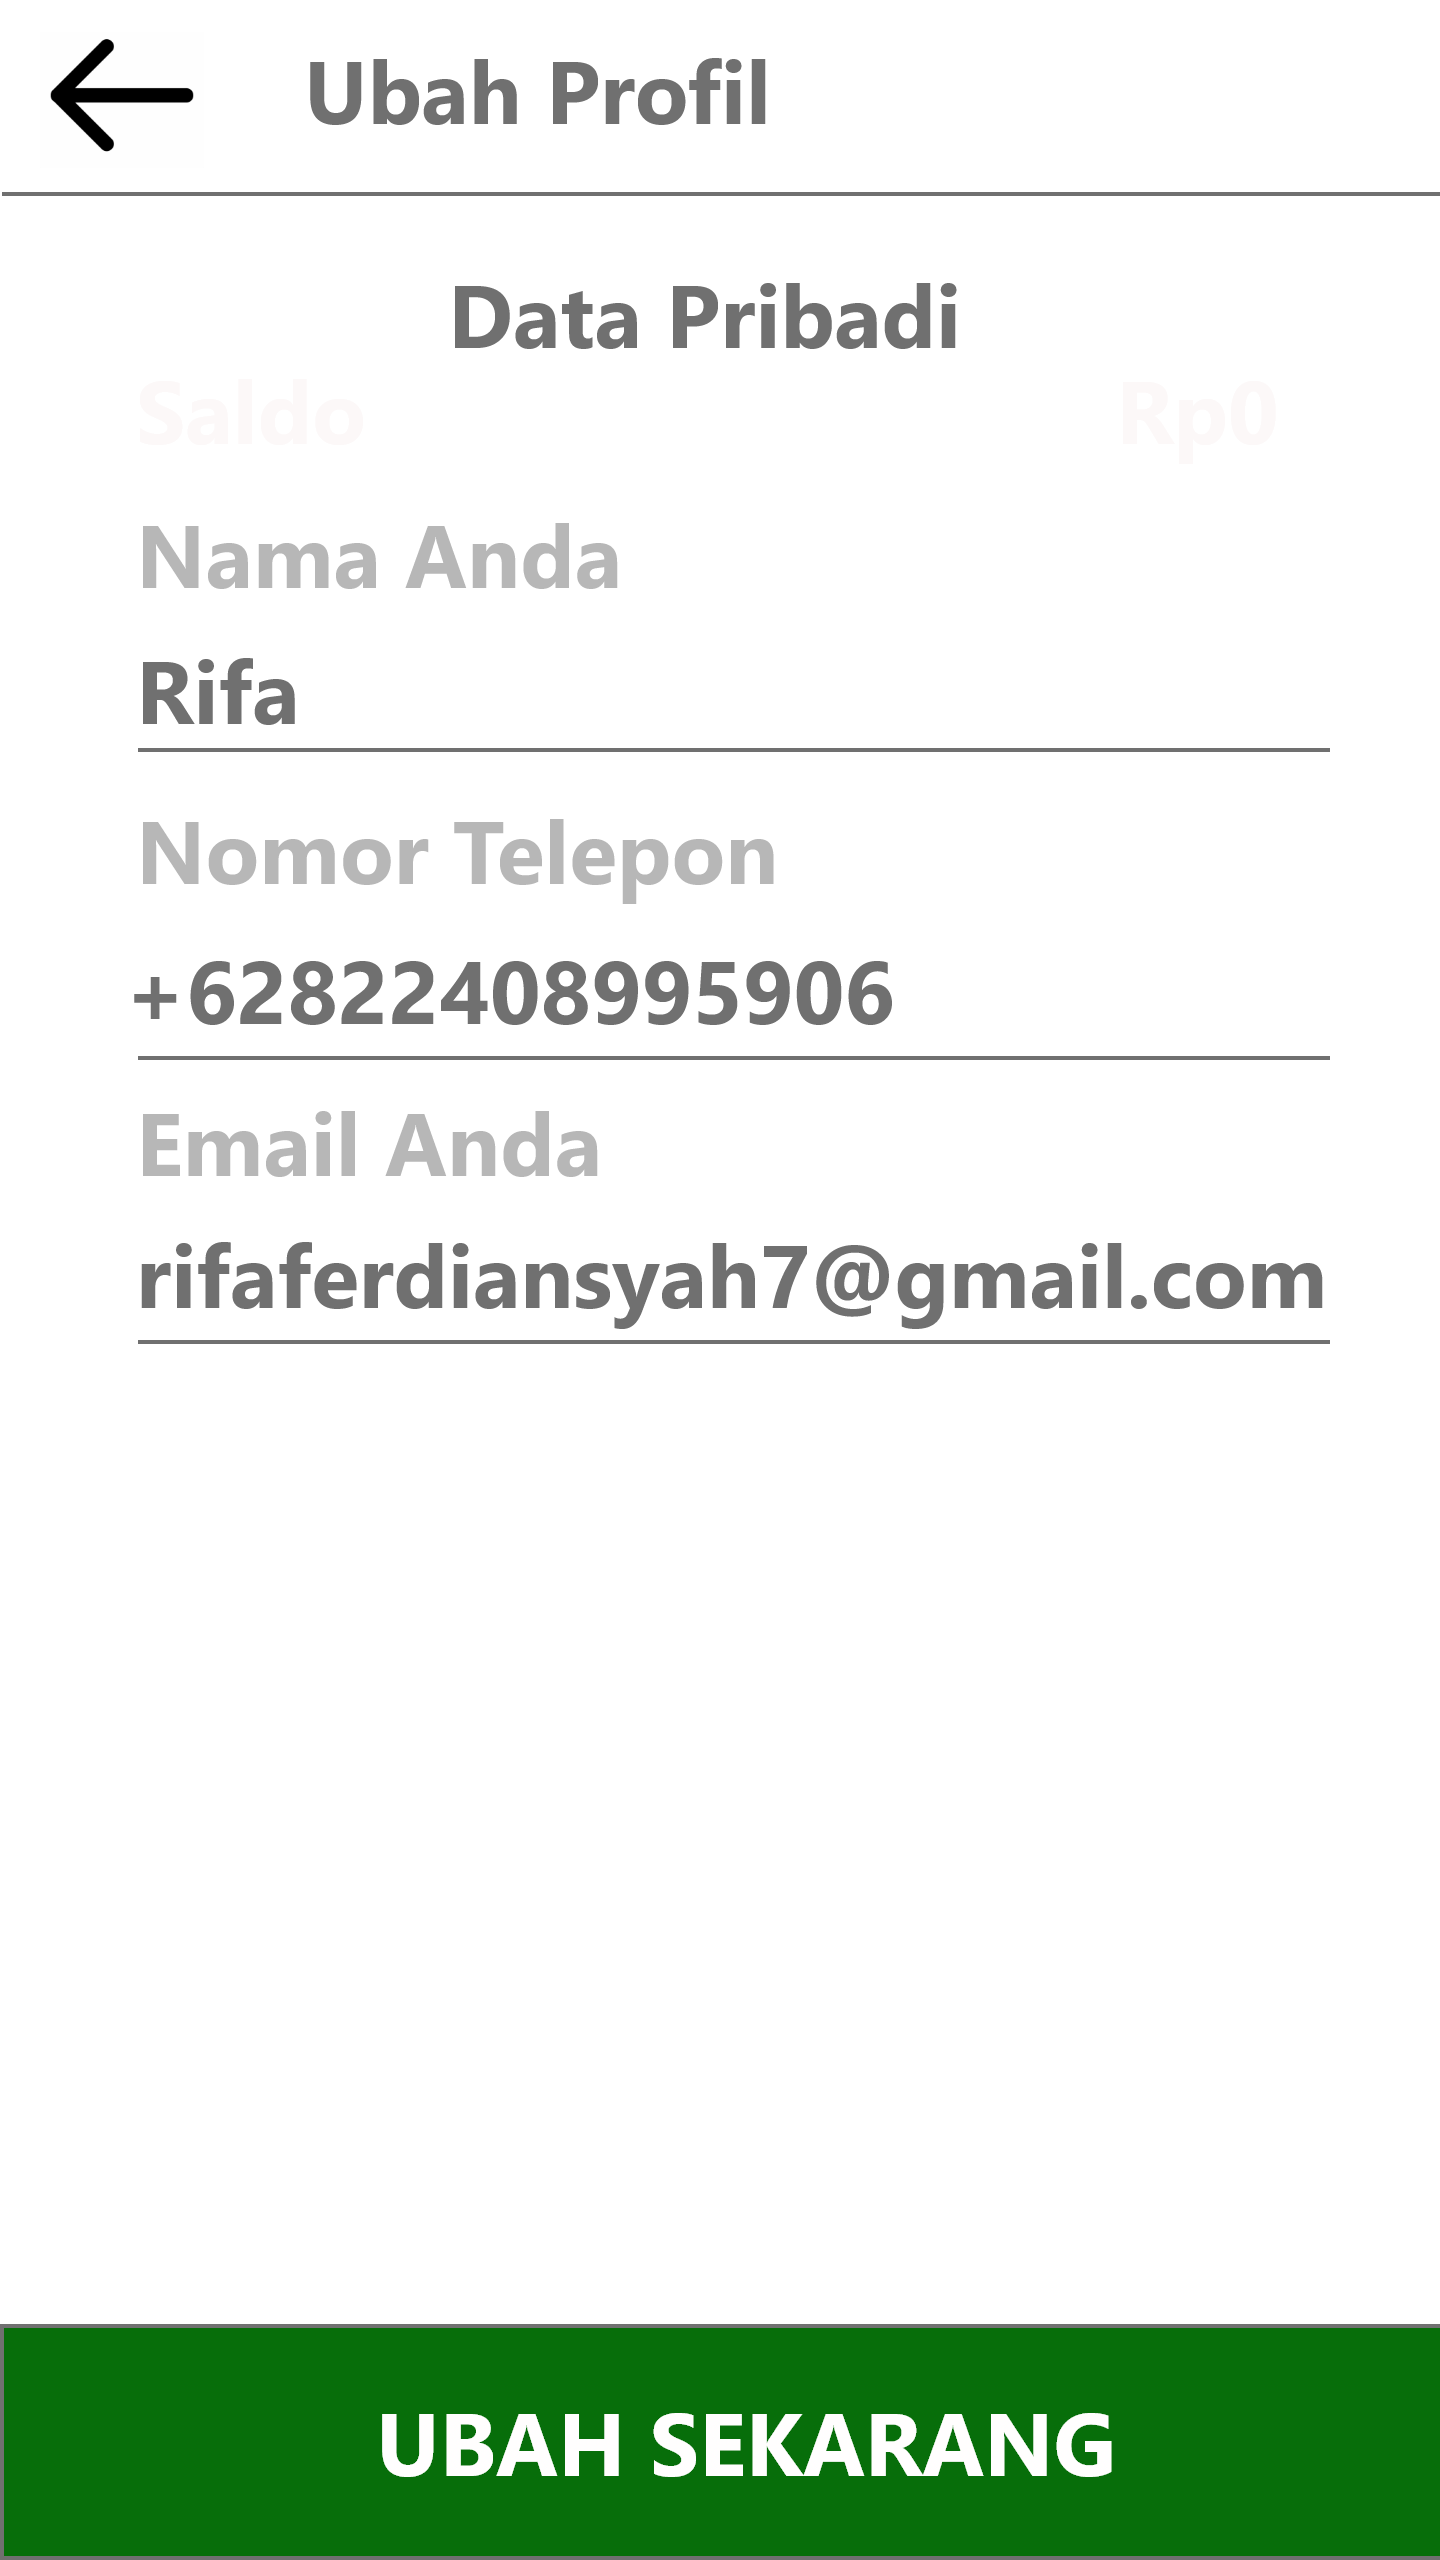 Ubah Profil
Data Pribadi
Saldo Rp0
Nama Anda
Rifa
Nomor Telepon
+62822408995906
Email Anda
rifaferdiansyah7@gmail.com
UBAH SEKARANG